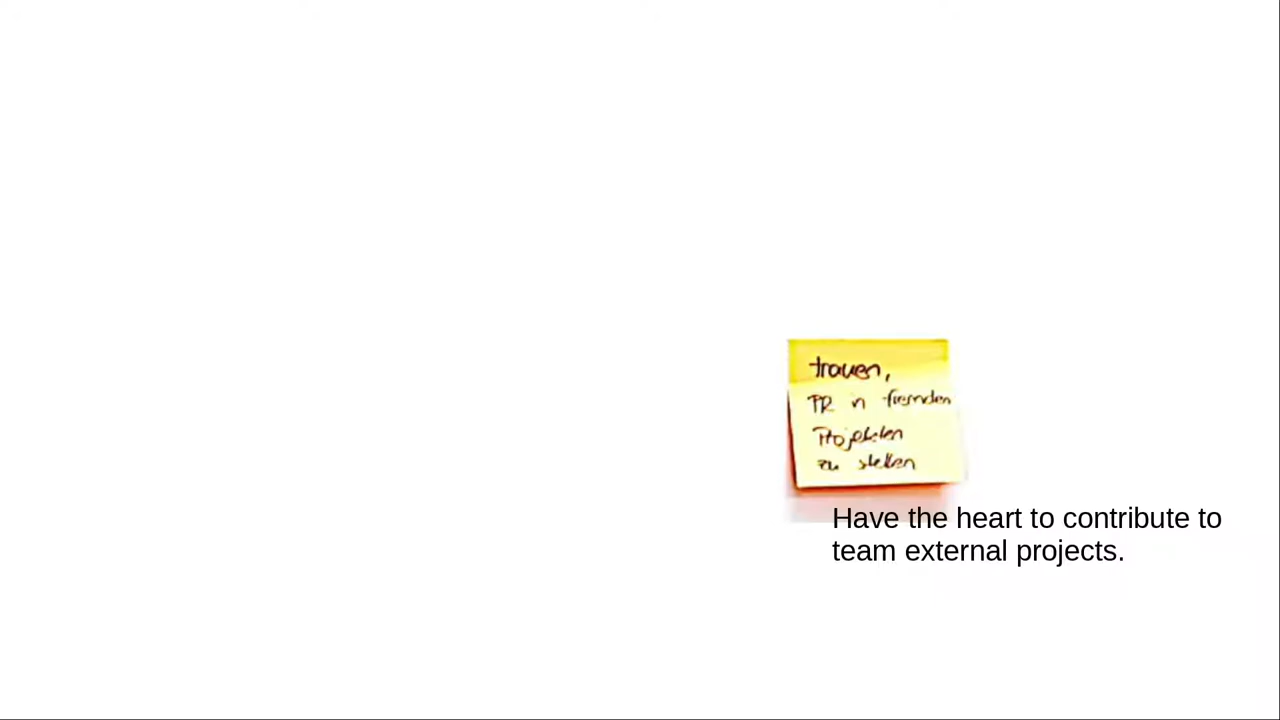 trauen,
PR in fremden
Projekten
zu stellen
Have the heart to contribute to
team external projects.